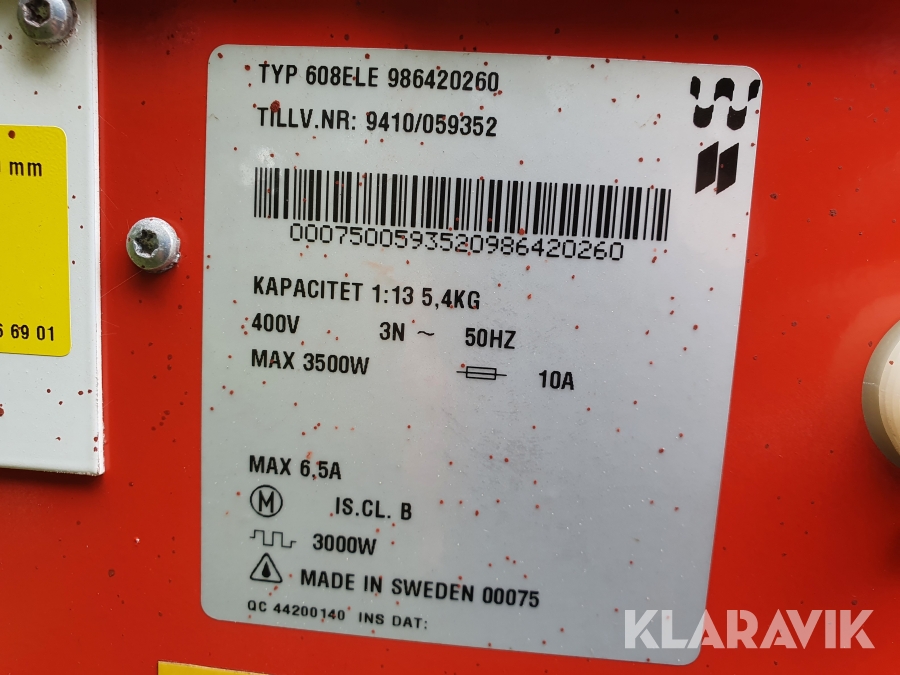 TYP 608ELE 986420260
TILLV.NR: 9410/059352
mm
0007500593520986420260
KAPACITET 1:13 5,4KG
400V 3N ~ 50HZ
6 69 01
MAX 3500W 10A
MAX 6,5A
M IS.CL. B
3000W
MADE IN SWEDEN 00075
QC 44200140 INS DAT:
KLARAVIK